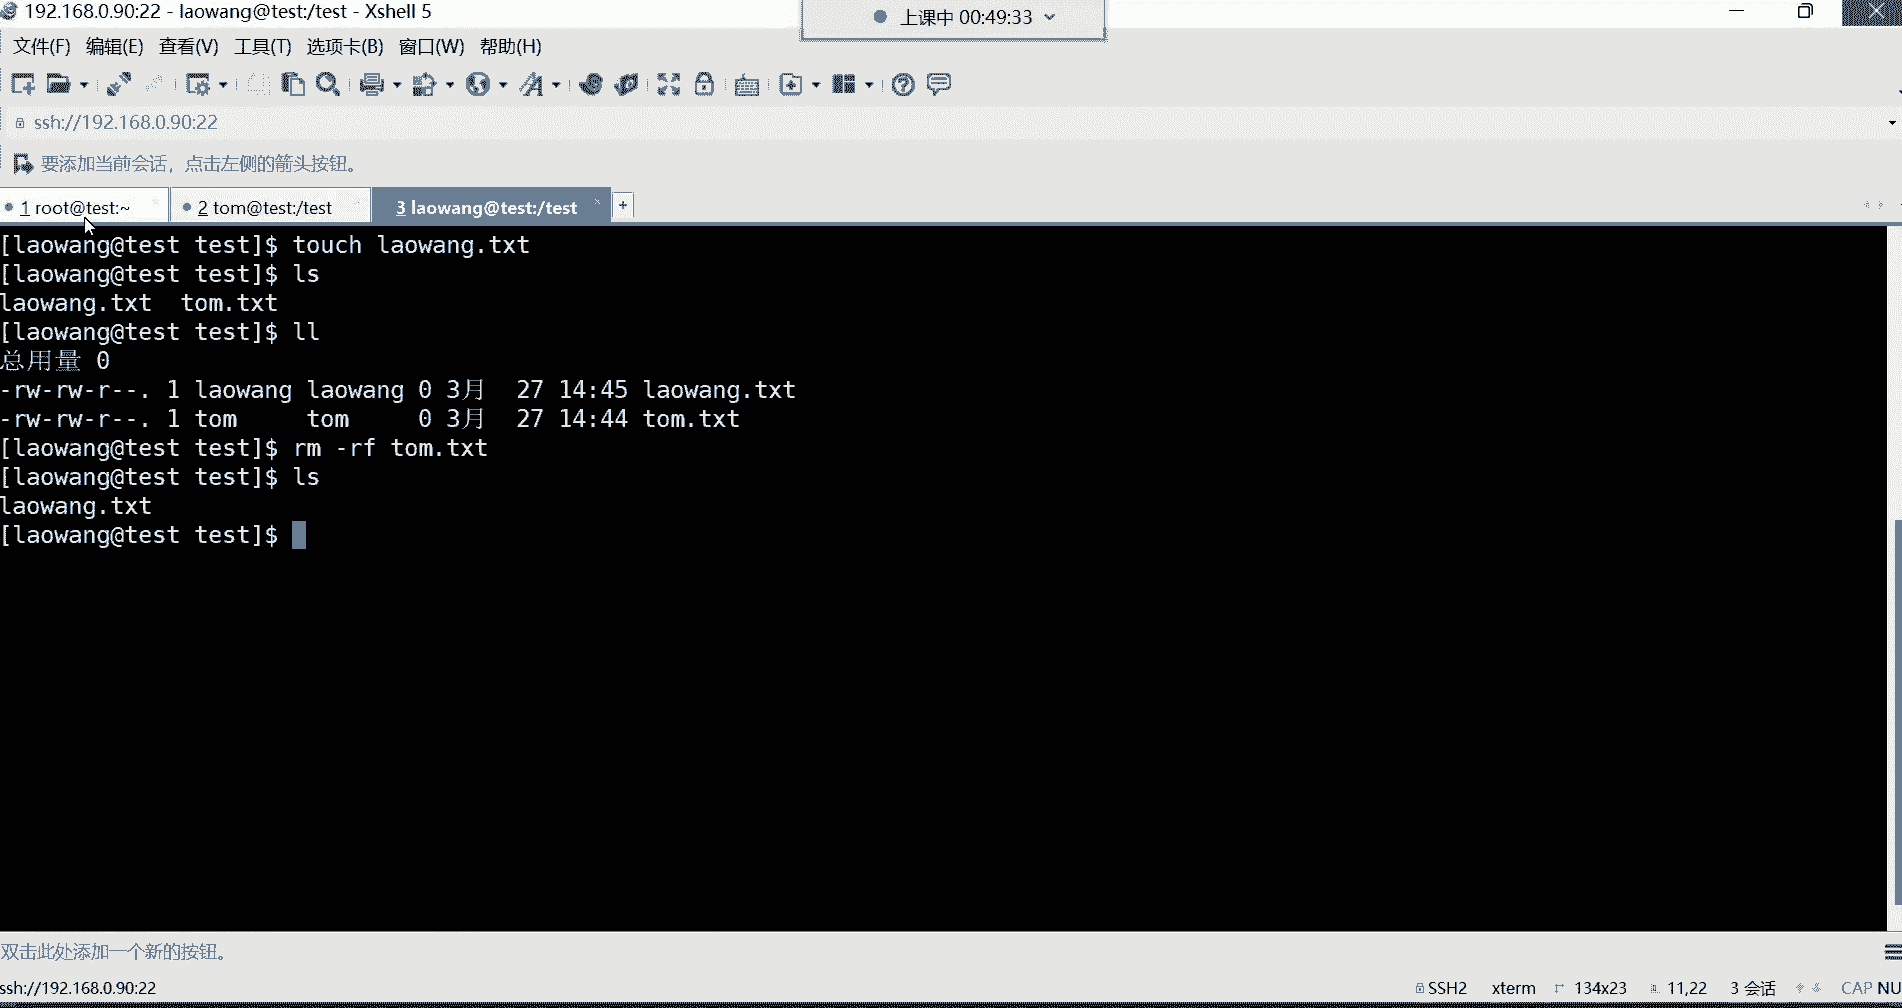 192.168.0.90:22 - laowang@test:/test - Xshell 5
上课中 00:49:33
文件(F) 编辑(E) 查看(V) 工具(T) 选项卡(B) 窗口(W) 帮助(H)
ssh://192.168.0.90:22
要添加当前会话，点击左侧的箭头按钮。
1 root@test:~ 2 tom@test:/test 3 laowang@test:/test +
[laowang@test test]$ touch laowang.txt
[laowang@test test]$ ls
laowang.txt  tom.txt
[laowang@test test]$ ll
总用量 0
-rw-rw-r--. 1 laowang laowang 0 3月  27 14:45 laowang.txt
-rw-rw-r--. 1 tom     tom     0 3月  27 14:44 tom.txt
[laowang@test test]$ rm -rf tom.txt
[laowang@test test]$ ls
laowang.txt
[laowang@test test]$
双击此处添加一个新的按钮。
ssh://192.168.0.90:22 SSH2 xterm 134x23 11,22 3 会话 CAP NU